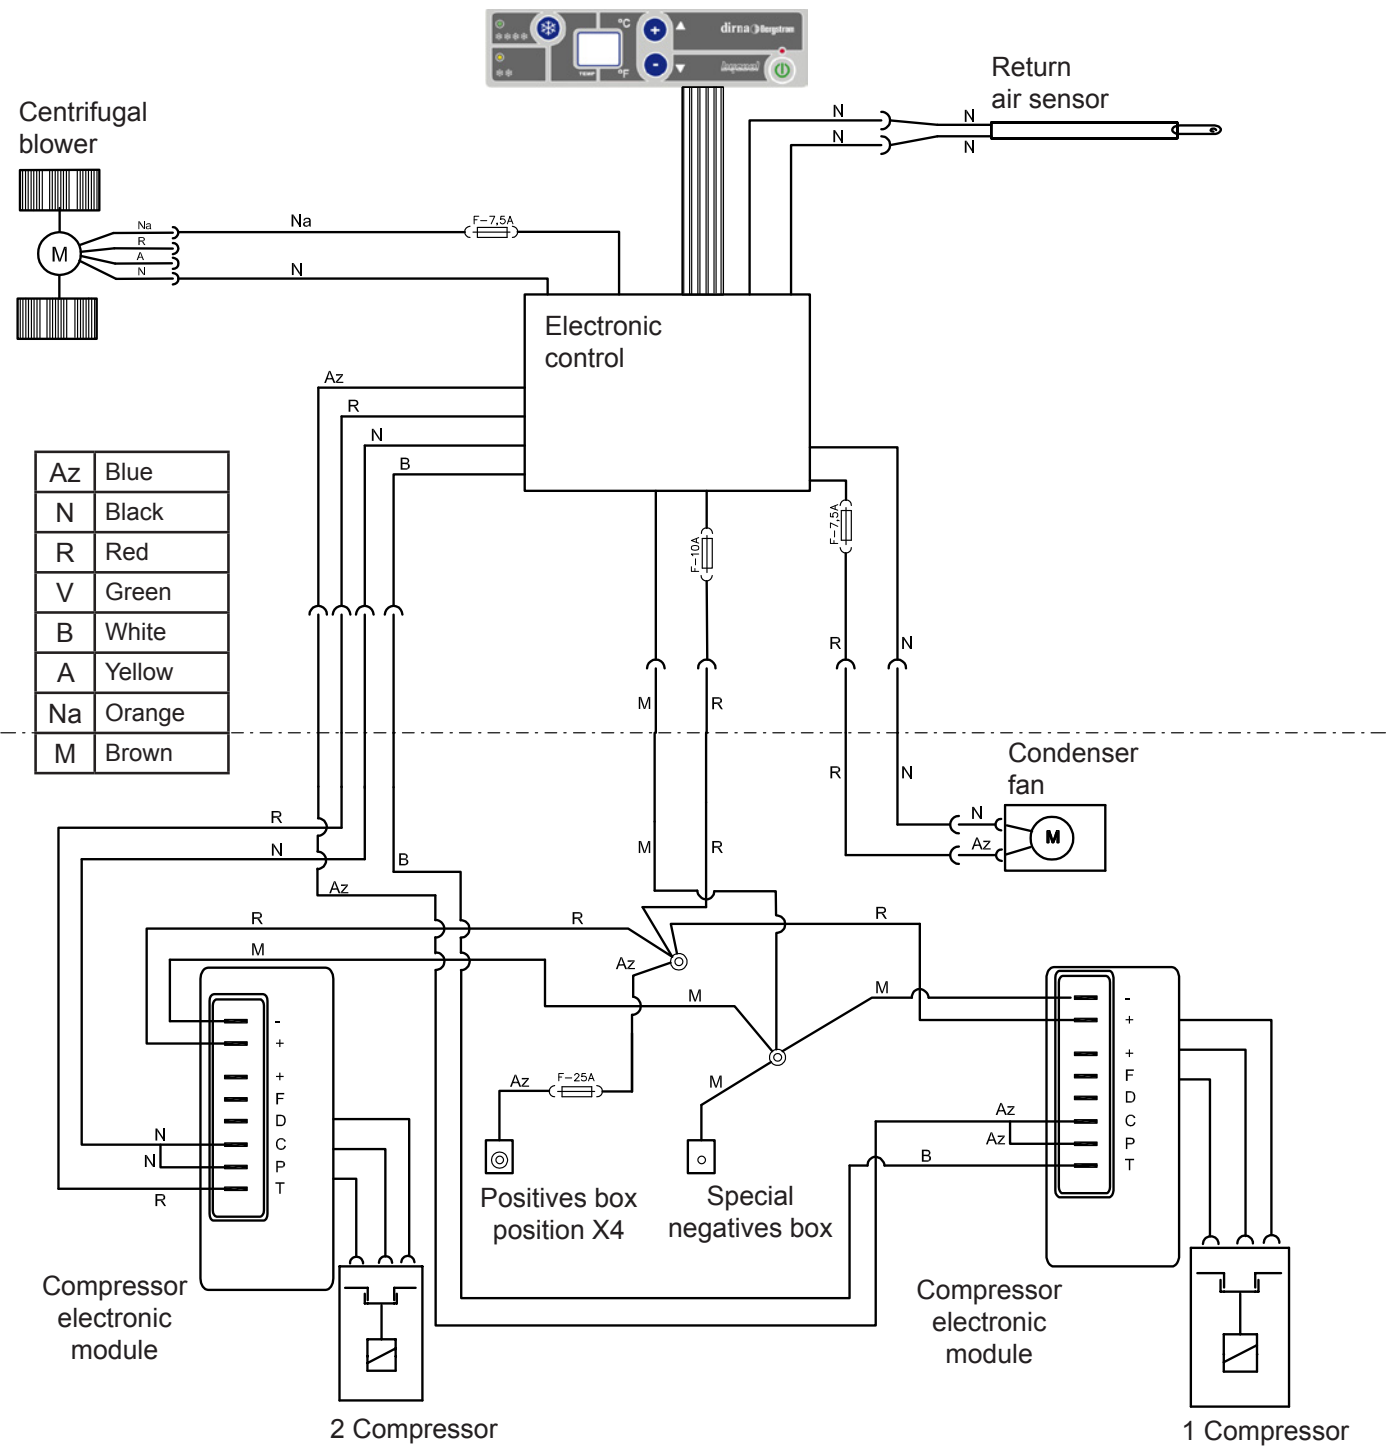 °C
+
dirna Bergstrom
TEMP
°F
-
Return
air sensor
N
N
N
N
Centrifugal
blower
M
Na
R
A
N
Na
N
F-7,5A
Electronic
control
Az
R
N
B
Az Blue
N Black
R Red
V Green
B White
A Yellow
Na Orange
M Brown
F-10A
F-7,5A
M
R
R
N
R
N
Condenser
fan
N
Az
M
R
N
B
Az
M
R
R
M
R
Az
M
R
M
-
+
+
F
D
C
P
T
N
N
R
Az
F-25A
M
-
+
+
F
D
C
P
T
Az
Az
B
Positives box
position X4
Special
negatives box
Compressor
electronic
module
Compressor
electronic
module
2 Compressor
1 Compressor